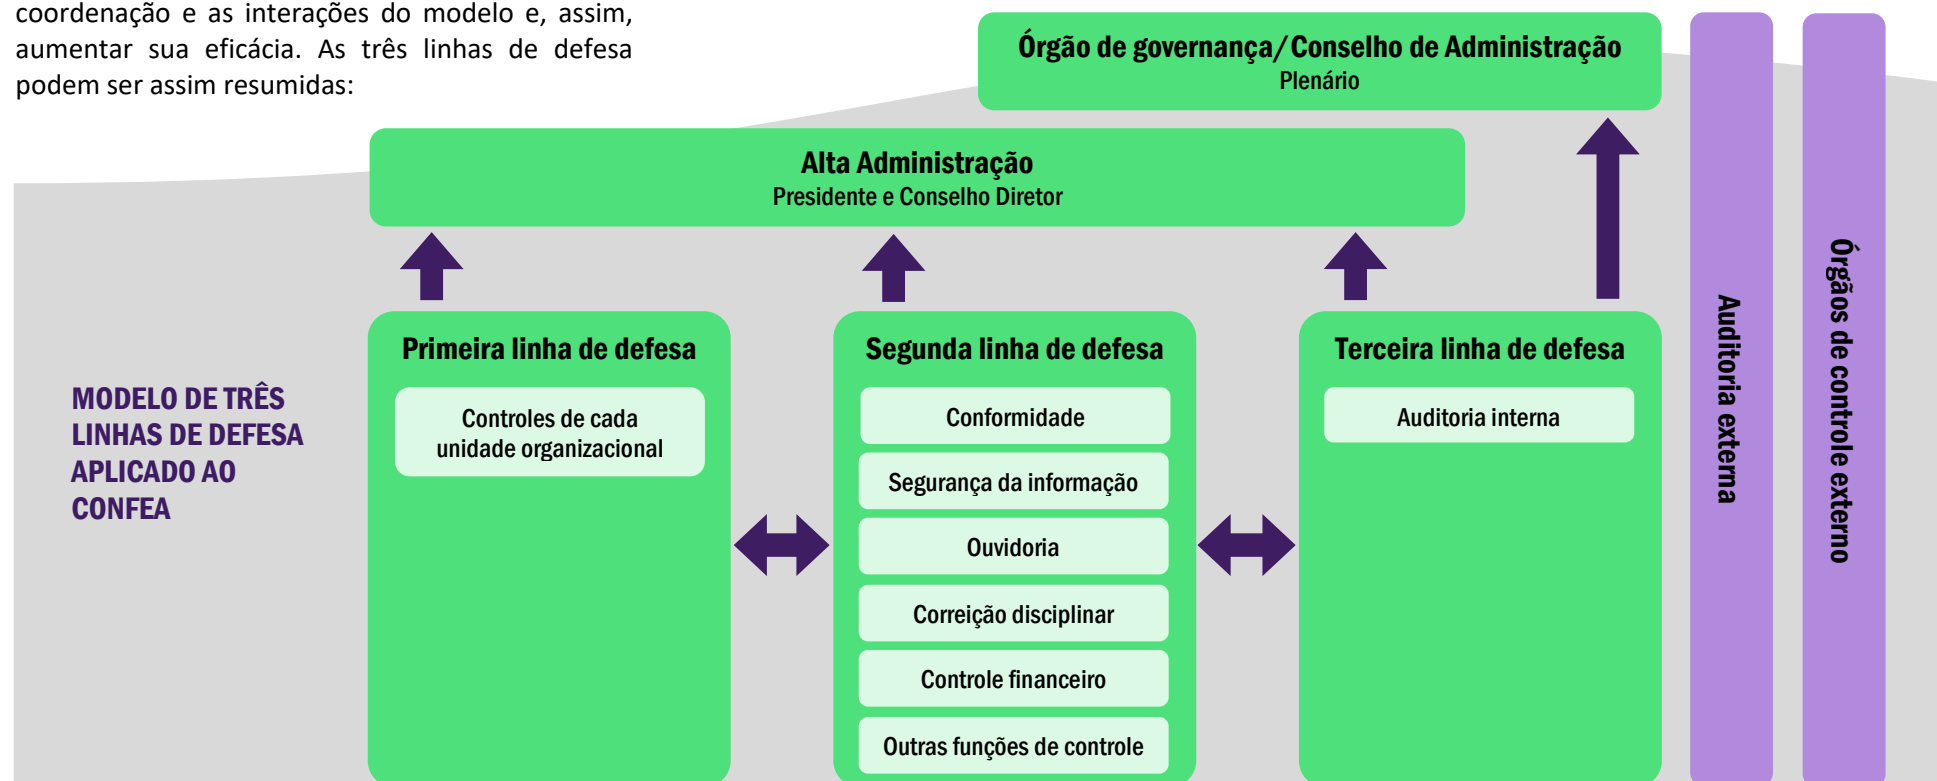 coordenação e as interações do modelo e, assim,
aumentar sua eficácia. As três linhas de defesa
podem ser assim resumidas:
Órgão de governança/Conselho de Administração
Plenário
Alta Administração
Presidente e Conselho Diretor
MODELO DE TRÊS
LINHAS DE DEFESA
APLICADO AO
CONFEA
Primeira linha de defesa
Controles de cada
unidade organizacional
Segunda linha de defesa
Conformidade
Segurança da informação
Ouvidoria
Correição disciplinar
Controle financeiro
Outras funções de controle
Terceira linha de defesa
Auditoria interna
Auditoria externa
Órgãos de controle externo